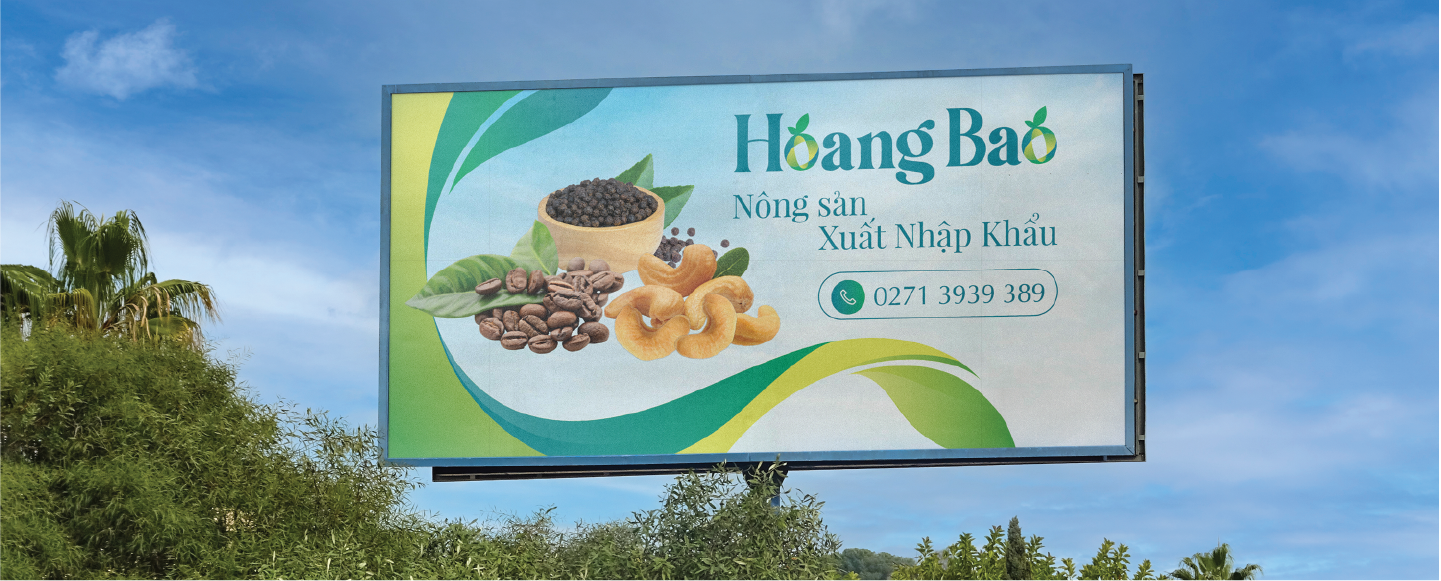 Hoang Bao
Nông sản
Xuất Nhập Khẩu
0271 3939 389